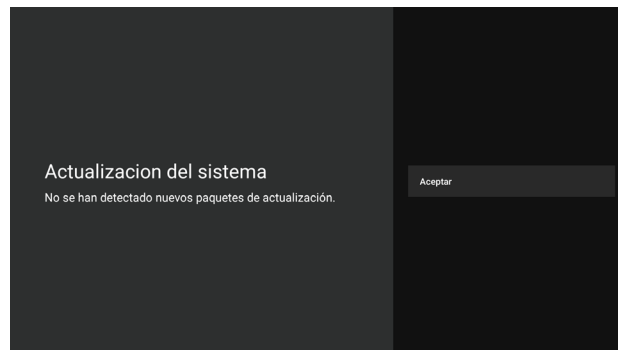 Actualizacion del sistema
No se han detectado nuevos paquetes de actualización.
Aceptar